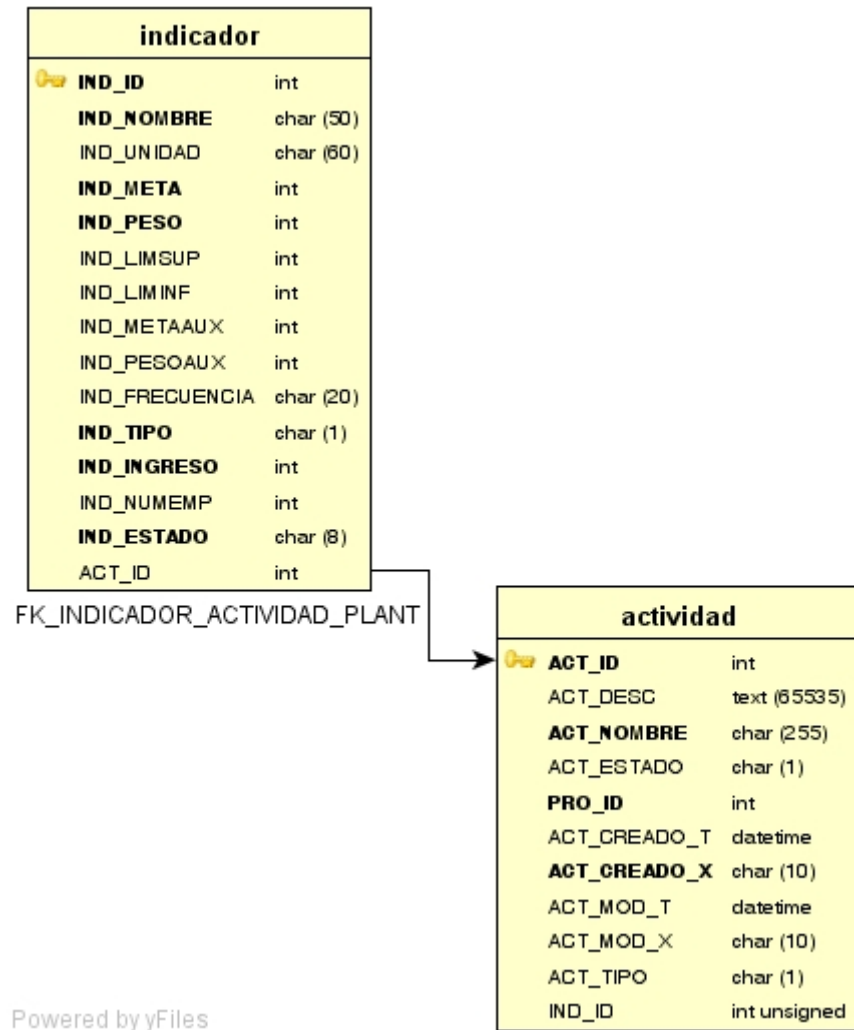 indicador
IND_ID int
IND_NOMBRE char (50)
IND_UNIDAD char (60)
IND_META int
IND_PESO int
IND_LIMSUP int
IND_LIMINF int
IND_METAAUX int
IND_PESOAUX int
IND_FRECUENCIA char (20)
IND_TIPO char (1)
IND_INGRESO int
IND_NUMEMP int
IND_ESTADO char (8)
ACT_ID int
FK_INDICADOR_ACTIVIDAD_PLANT
actividad
ACT_ID int
ACT_DESC text (65535)
ACT_NOMBRE char (255)
ACT_ESTADO char (1)
PRO_ID int
ACT_CREADO_T datetime
ACT_CREADO_X char (10)
ACT_MOD_T datetime
ACT_MOD_X char (10)
ACT_TIPO char (1)
IND_ID int unsigned
Powered by yFiles